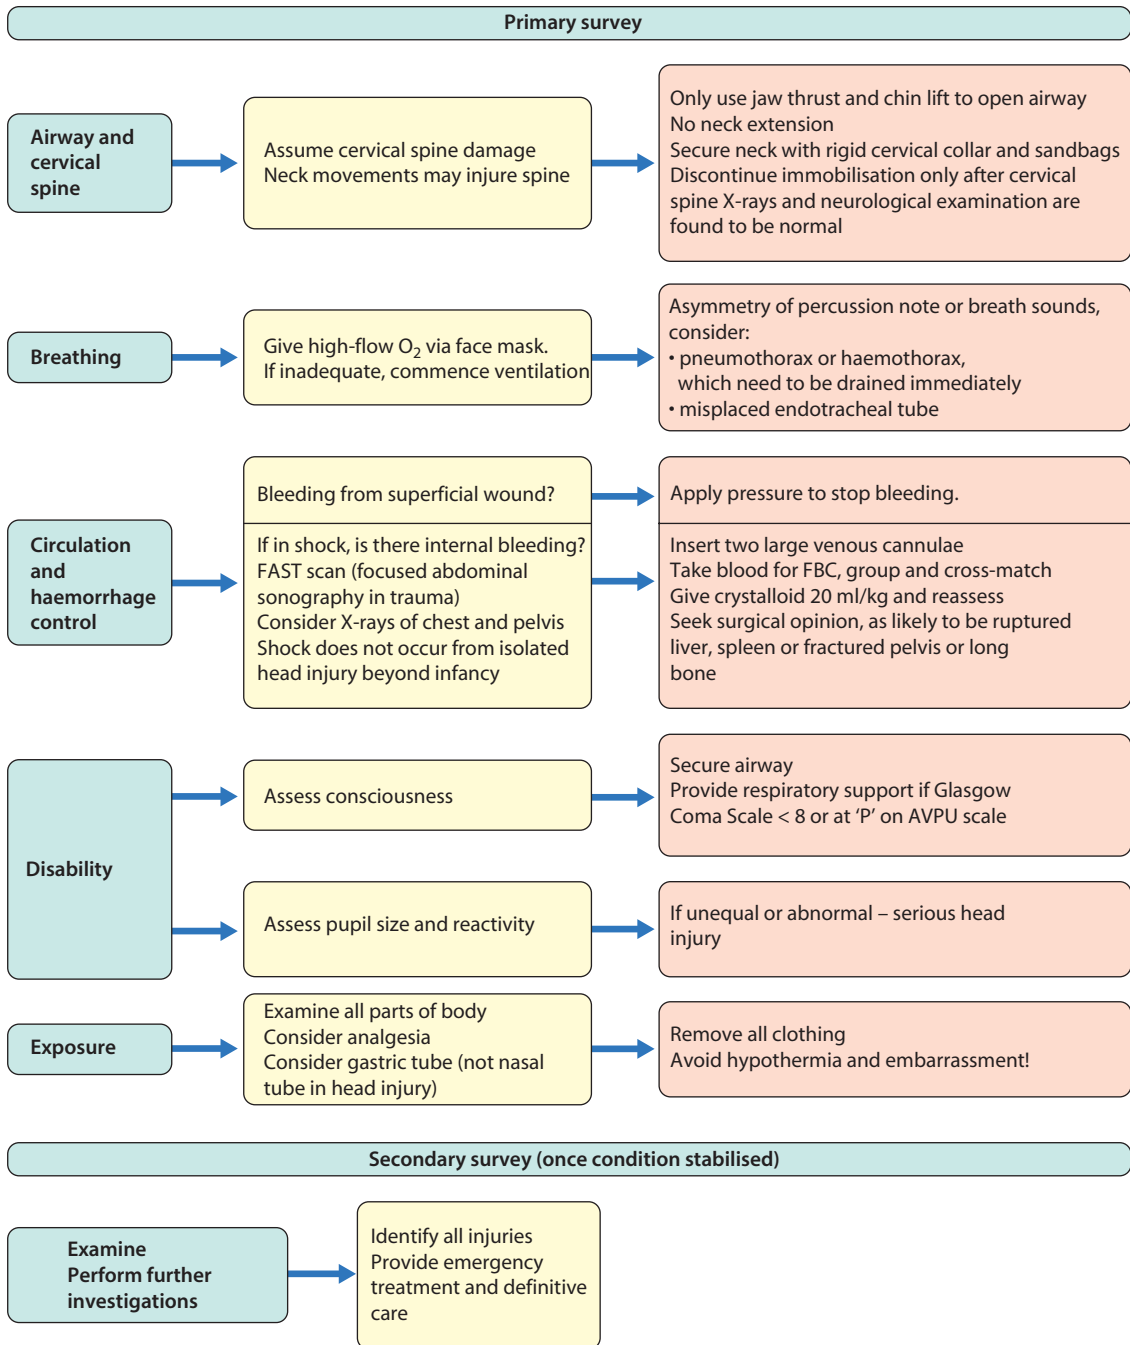 Primary survey
Airway and
cervical
spine
Assume cervical spine damage
Neck movements may injure spine
Only use jaw thrust and chin lift to open airway
No neck extension
Secure neck with rigid cervical collar and sandbags
Discontinue immobilisation only after cervical
spine X-rays and neurological examination are
found to be normal
Breathing
Give high-flow O₂ via face mask.
If inadequate, commence ventilation
Asymmetry of percussion note or breath sounds,
consider:
• pneumothorax or haemothorax,
which need to be drained immediately
• misplaced endotracheal tube
Circulation
and
haemorrhage
control
Bleeding from superficial wound?
Apply pressure to stop bleeding.
If in shock, is there internal bleeding?
FAST scan (focused abdominal
sonography in trauma)
Consider X-rays of chest and pelvis
Shock does not occur from isolated
head injury beyond infancy
Insert two large venous cannulae
Take blood for FBC, group and cross-match
Give crystalloid 20 ml/kg and reassess
Seek surgical opinion, as likely to be ruptured
liver, spleen or fractured pelvis or long
bone
Disability
Assess consciousness
Secure airway
Provide respiratory support if Glasgow
Coma Scale < 8 or at ‘P’ on AVPU scale
Assess pupil size and reactivity
If unequal or abnormal – serious head
injury
Exposure
Examine all parts of body
Consider analgesia
Consider gastric tube (not nasal
tube in head injury)
Remove all clothing
Avoid hypothermia and embarrassment!
Secondary survey (once condition stabilised)
Examine
Perform further
investigations
Identify all injuries
Provide emergency
treatment and definitive
care